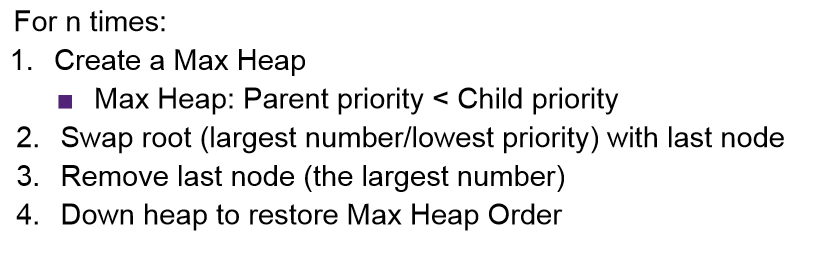 For n times:
1. Create a Max Heap
■ Max Heap: Parent priority < Child priority
2. Swap root (largest number/lowest priority) with last node
3. Remove last node (the largest number)
4. Down heap to restore Max Heap Order